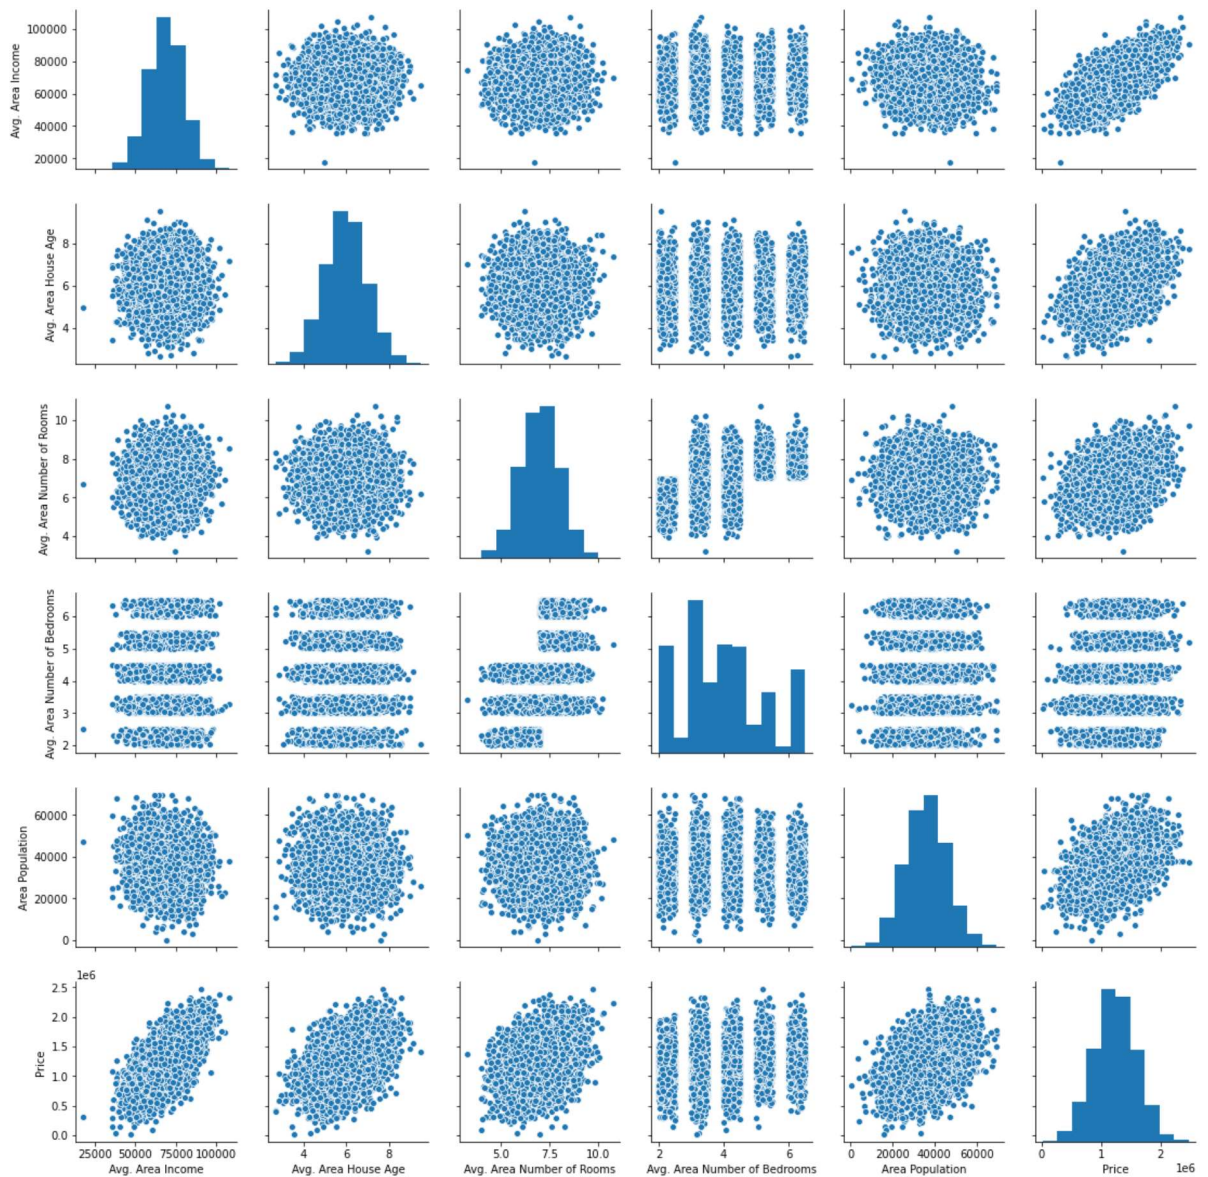 100000
80000
60000
40000
20000
Avg. Area Income
8
6
4
Avg. Area House Age
10
8
6
4
Avg. Area Number of Rooms
6
5
4
3
2
Avg. Area Number of Bedrooms
60000
40000
20000
0
Area Population
1e6
2.5
2.0
1.5
1.0
0.5
0.0
Price
25000 50000 75000 100000
4 6 8
5.0 7.5 10.0
2 4 6
0 20000 40000 60000
0 1 2
1e6
Avg. Area Income
Avg. Area House Age
Avg. Area Number of Rooms
Avg. Area Number of Bedrooms
Area Population
Price